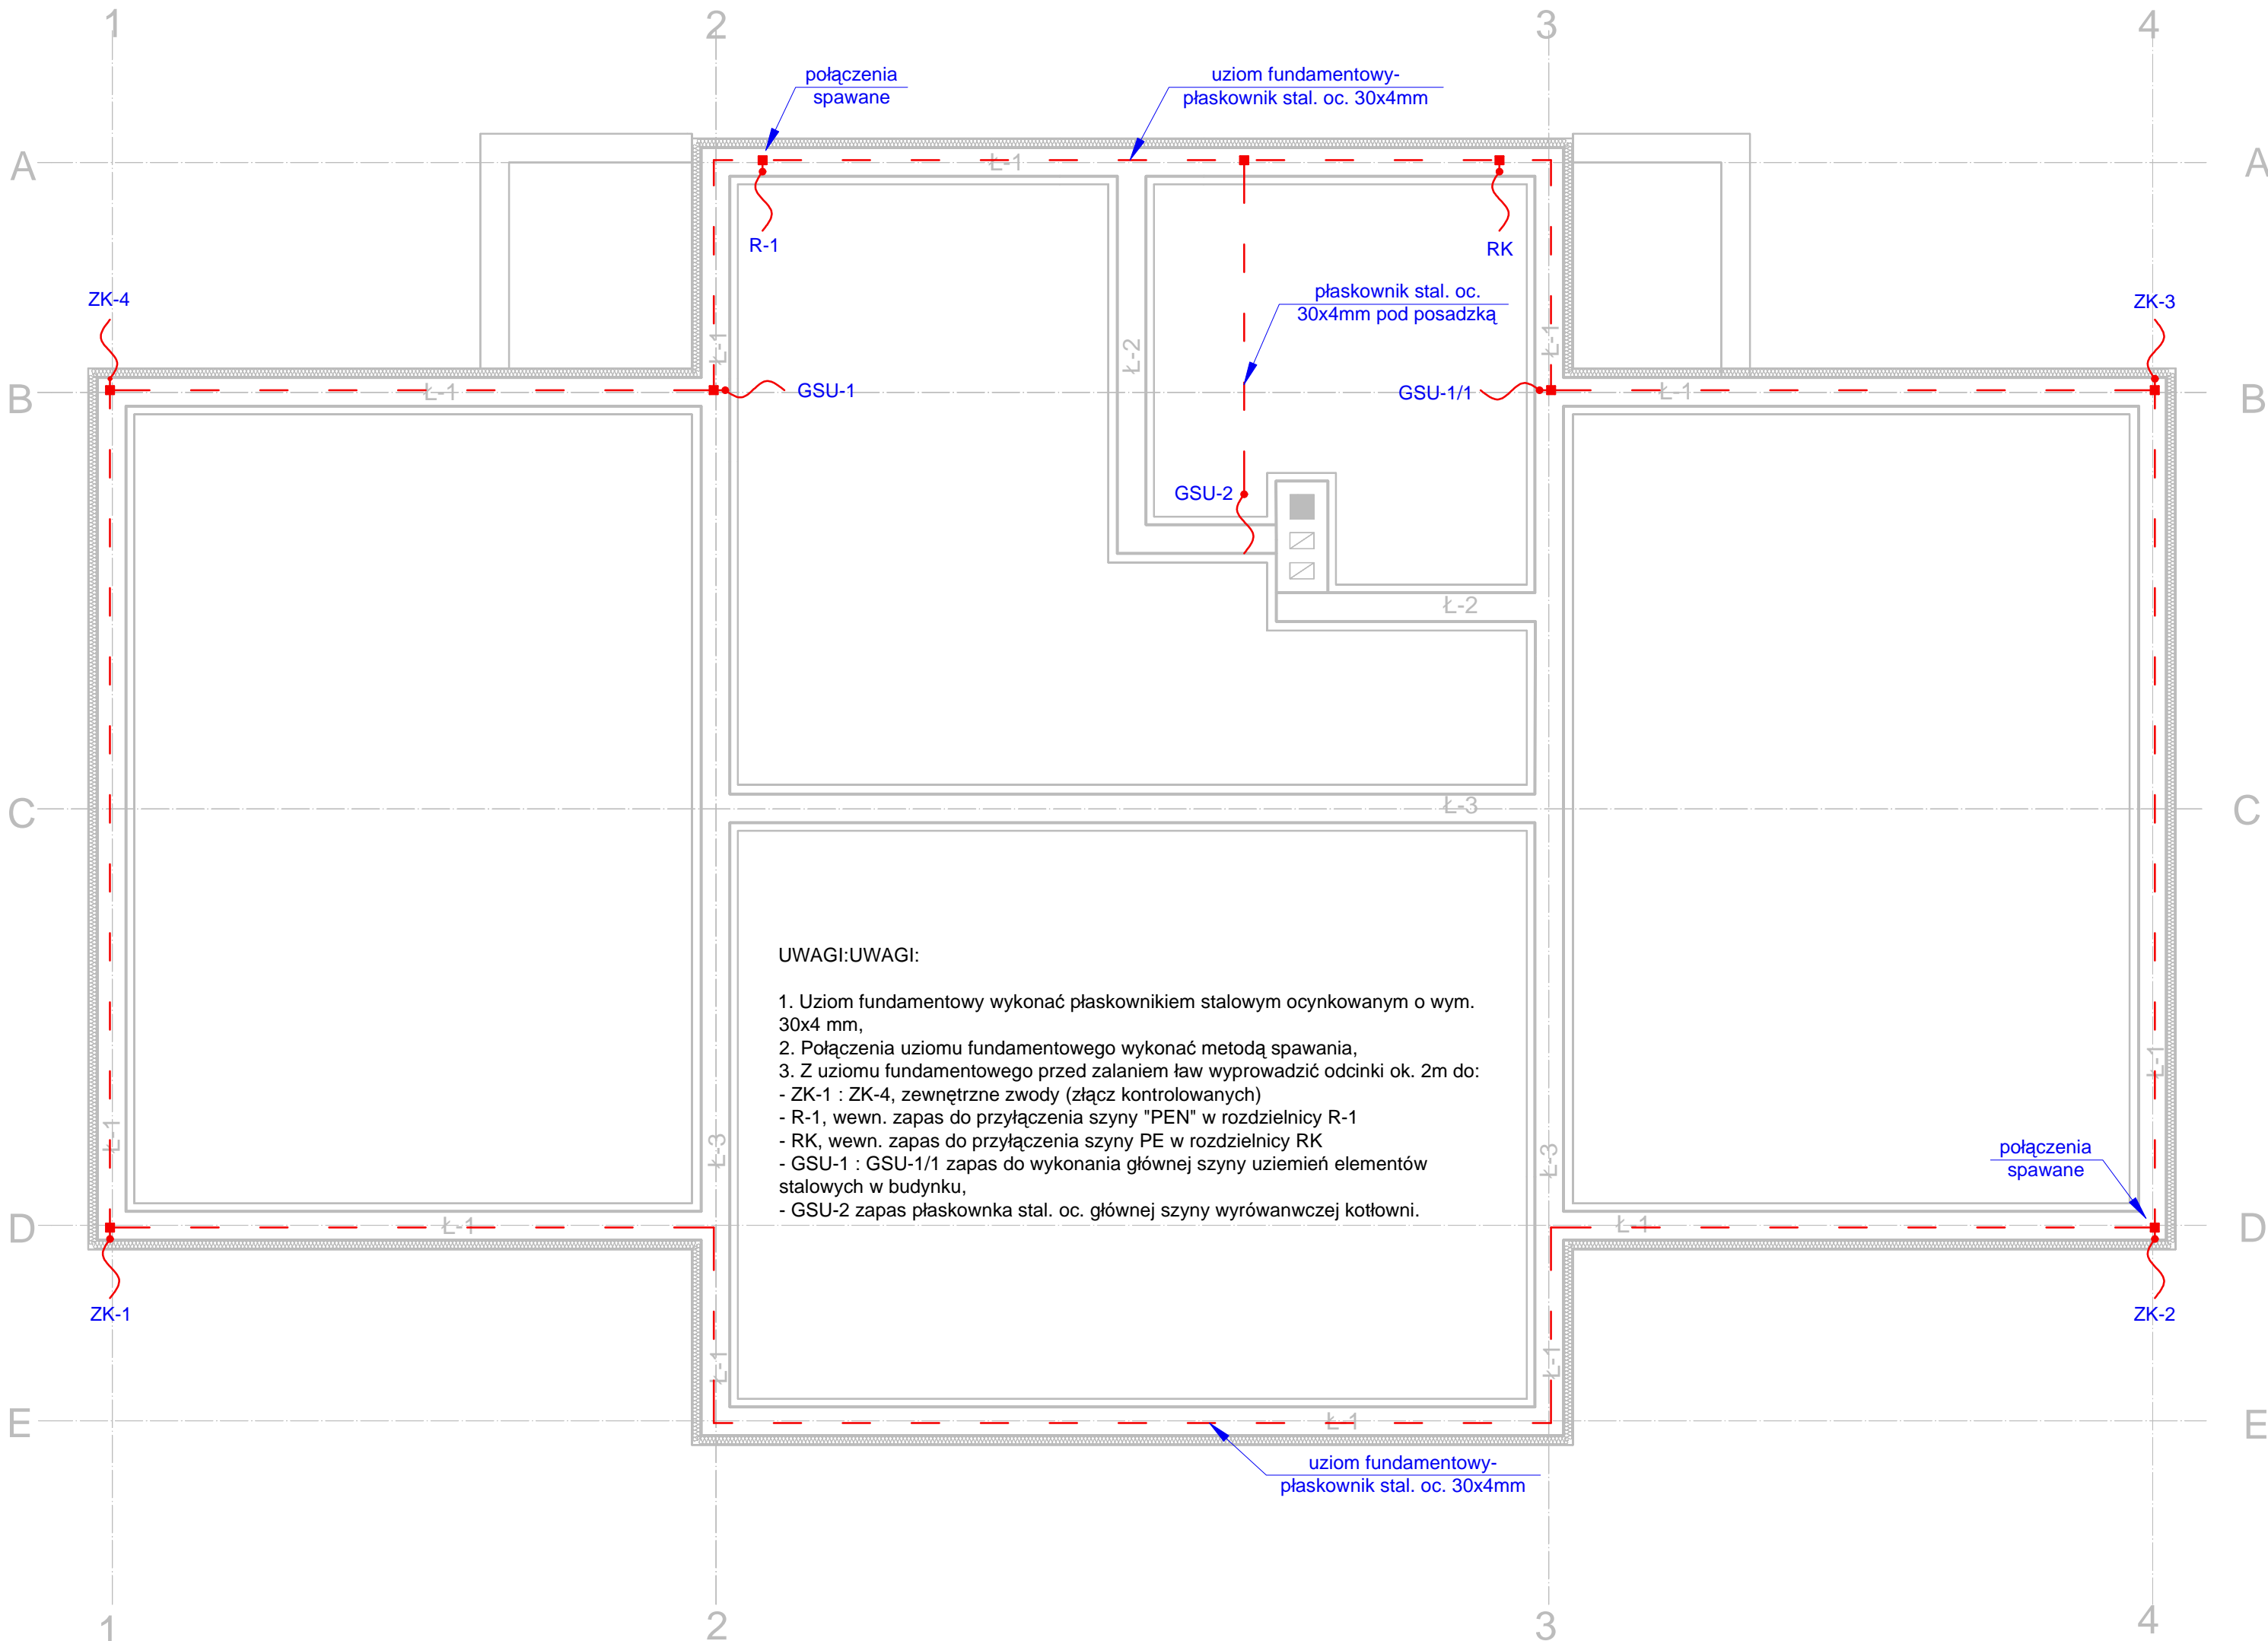 1 2 3 4
połączenia
spawane
uziom fundamentowy-
płaskownik stal. oc. 30x4mm
A Ł-1 A
R-1
RK
ZK-4
płaskownik stal. oc.
30x4mm pod posadzką
ZK-3
Ł-1
Ł-2
Ł-1
B Ł-1 GSU-1 GSU-1/1 Ł-1 B
GSU-2
Ł-2
C Ł-3 C
UWAGI:UWAGI:
1. Uziom fundamentowy wykonać płaskownikiem stalowym ocynkowanym o wym.
30x4 mm,
2. Połączenia uziomu fundamentowego wykonać metodą spawania,
3. Z uziomu fundamentowego przed zalaniem ław wyprowadzić odcinki ok. 2m do:
- ZK-1 : ZK-4, zewnętrzne zwody (złącz kontrolowanych)
- R-1, wewn. zapas do przyłączenia szyny "PEN" w rozdzielnicy R-1
- RK, wewn. zapas do przyłączenia szyny PE w rozdzielnicy RK
- GSU-1 : GSU-1/1 zapas do wykonania głównej szyny uziemień elementów
stalowych w budynku,
- GSU-2 zapas płaskownka stal. oc. głównej szyny wyrówanwczej kotłowni.
Ł-1
Ł-1
Ł-3
Ł-3
połączenia
spawane
D Ł-1 Ł-1 D
ZK-1
ZK-2
Ł-1
Ł-1
E Ł-1 E
uziom fundamentowy-
płaskownik stal. oc. 30x4mm
1 2 3 4